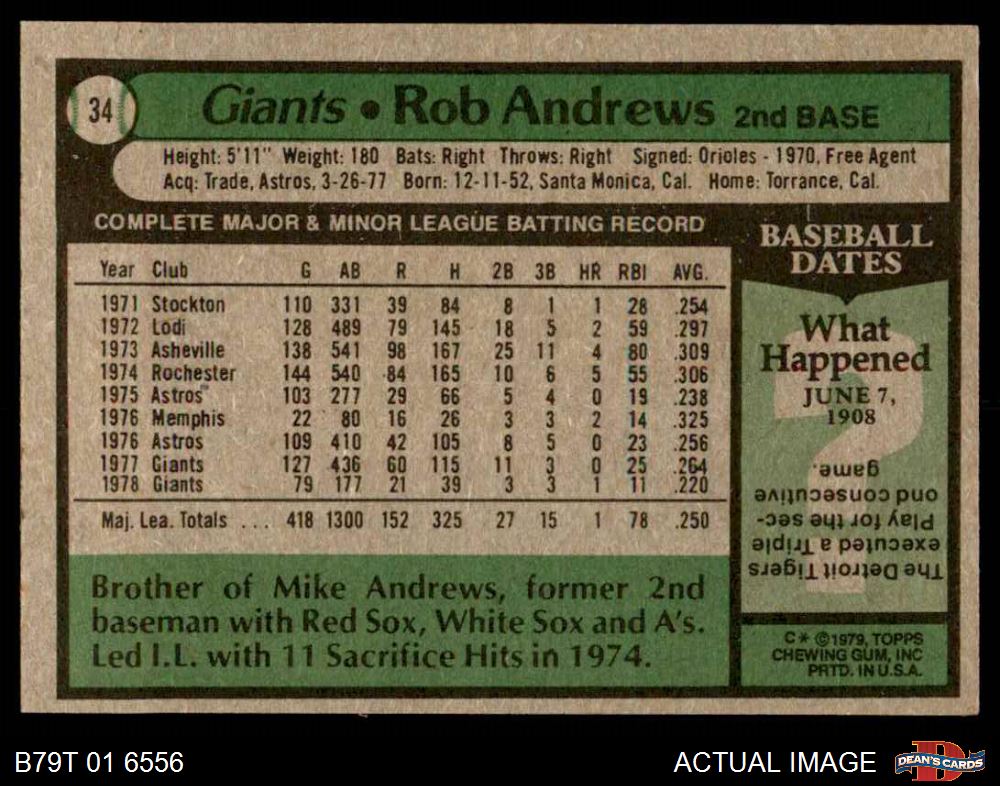 34
Giants • Rob Andrews 2nd BASE
Height: 5'11" Weight: 180 Bats: Right Throws: Right Signed: Orioles - 1970, Free Agent
Acq: Trade, Astros, 3-26-77 Born: 12-11-52, Santa Monica, Cal. Home: Torrance, Cal.
COMPLETE MAJOR & MINOR LEAGUE BATTING RECORD
Year Club G AB R H 2B 3B HR RBI AVG.
1971 Stockton 110 331 39 84 8 1 1 28 .254
1972 Lodi 128 489 79 145 18 5 2 59 .297
1973 Asheville 138 541 98 167 25 11 4 80 .309
1974 Rochester 144 540 84 165 10 6 5 55 .306
1975 Astros 103 277 29 66 5 4 0 19 .238
1976 Memphis 22 80 16 26 3 3 2 14 .325
1976 Astros 109 410 42 105 8 5 0 23 .256
1977 Giants 127 436 60 115 11 3 0 25 .264
1978 Giants 79 177 21 39 3 3 1 11 .220
Maj. Lea. Totals ... 418 1300 152 325 27 15 1 78 .250
Brother of Mike Andrews, former 2nd
baseman with Red Sox, White Sox and A's.
Led I.L. with 11 Sacrifice Hits in 1974.
BASEBALL
DATES
What
Happened
JUNE 7,
1908
?
The Detroit Tigers
executed a Triple
Play for the sec-
ond consecutive
game.
C* ©1979, TOPPS
CHEWING GUM, INC
PRTD. IN U.S.A.
B79T 01 6556
ACTUAL IMAGE
D
DEAN'S CARDS